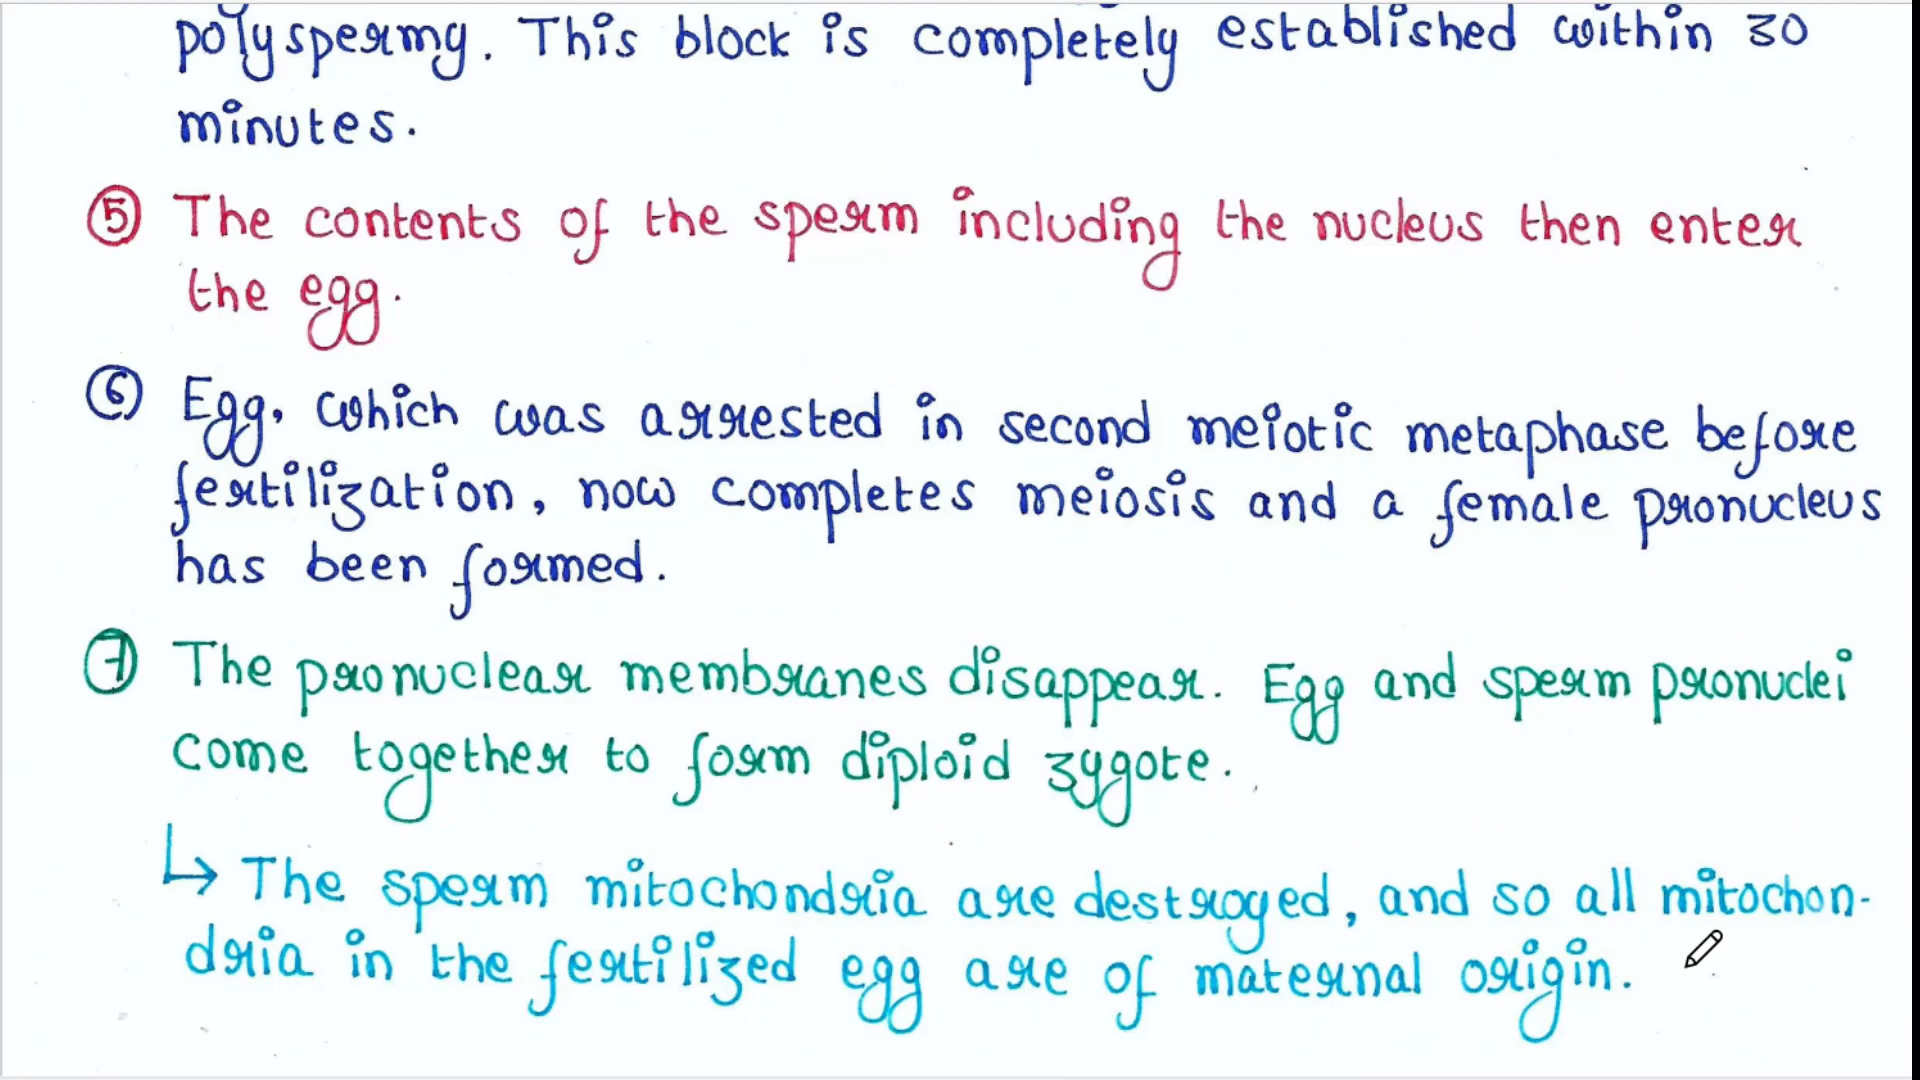 polyspermy. This block is completely established within 30
minutes.
⑤ The contents of the sperm including the nucleus then enter
the egg.
⑥ Egg, which was arrested in second meiotic metaphase before
fertilization, now completes meiosis and a female pronucleus
has been formed.
⑦ The pronuclear membranes disappear. Egg and sperm pronuclei
come together to form diploid zygote.
↳ The sperm mitochondria are destroyed, and so all mitochon-
dria in the fertilized egg are of maternal origin.